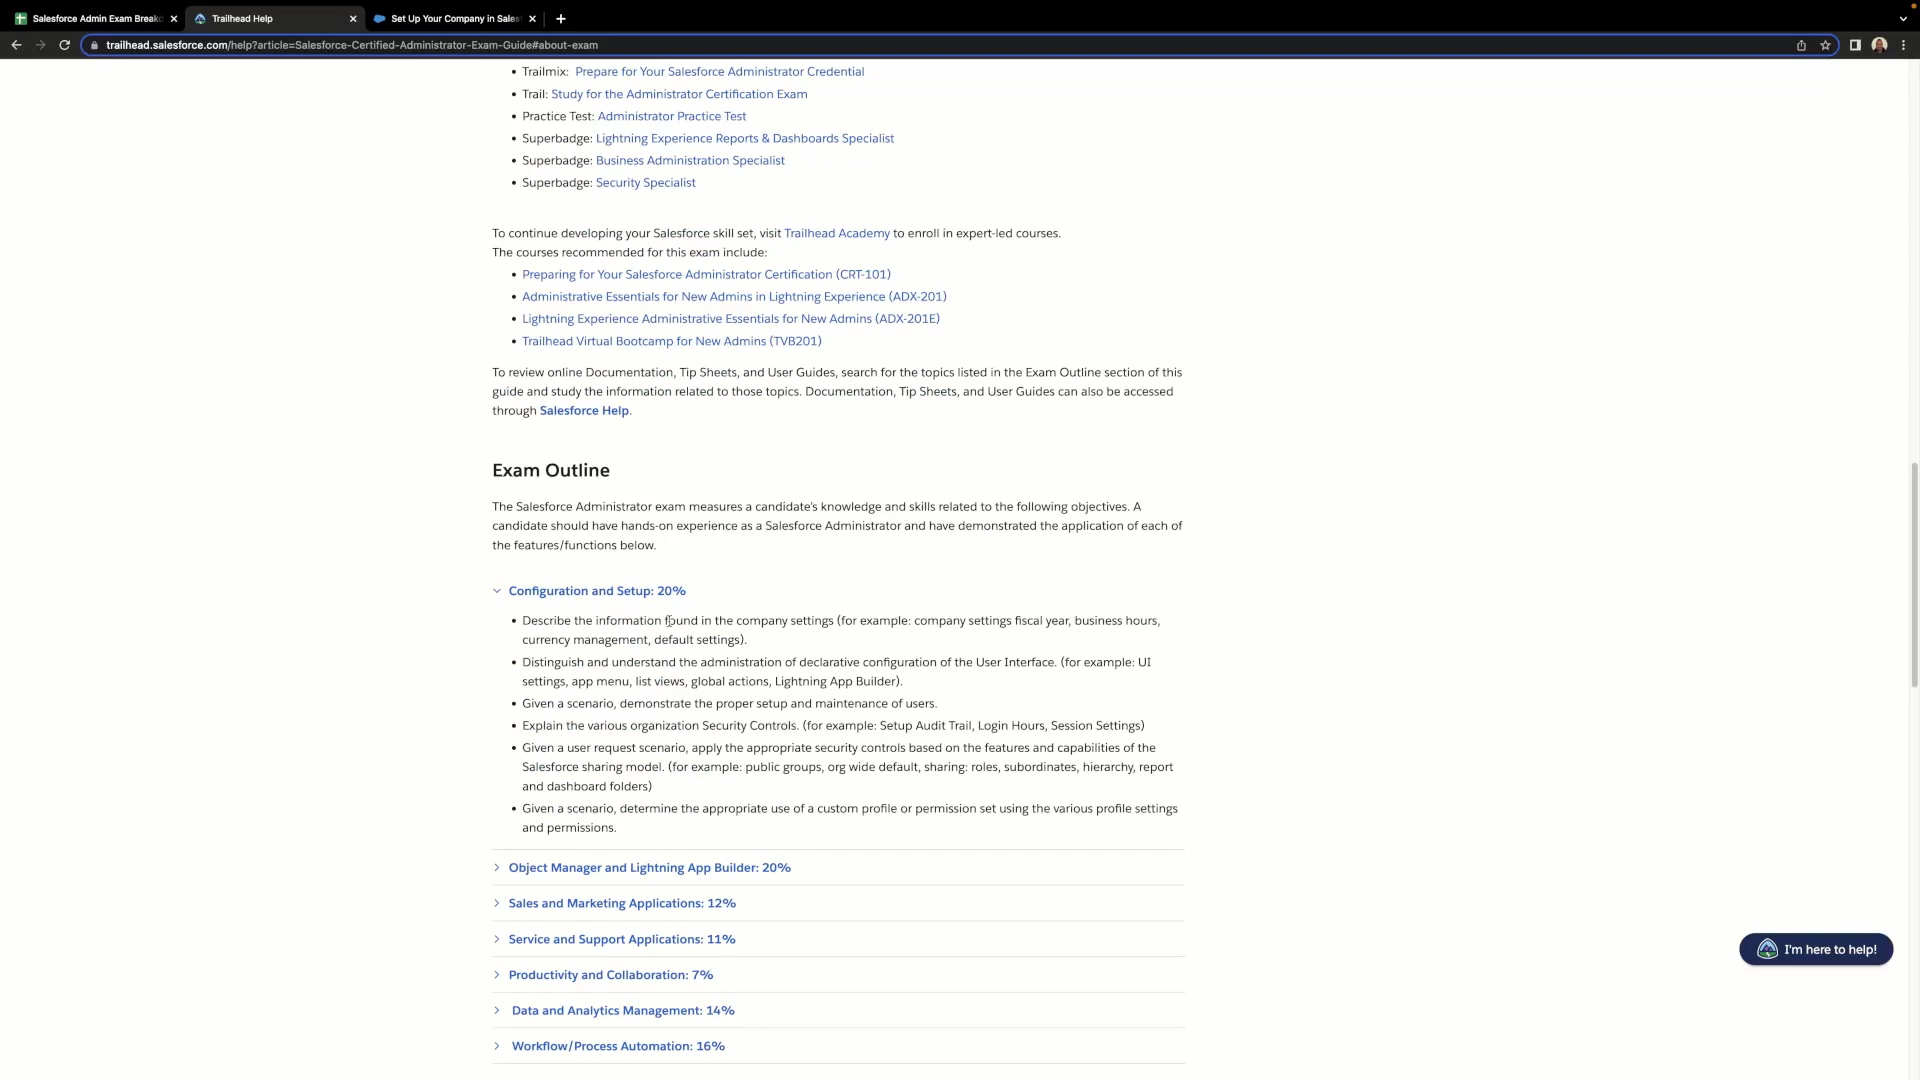 Salesforce Admin Exam Breako
Trailhead Help
Set Up Your Company in Sales
trailhead.salesforce.com/help?article=Salesforce-Certified-Administrator-Exam-Guide#about-exam
• Trailmix: Prepare for Your Salesforce Administrator Credential
• Trail: Study for the Administrator Certification Exam
• Practice Test: Administrator Practice Test
• Superbadge: Lightning Experience Reports & Dashboards Specialist
• Superbadge: Business Administration Specialist
• Superbadge: Security Specialist
To continue developing your Salesforce skill set, visit Trailhead Academy to enroll in expert-led courses.
The courses recommended for this exam include:
• Preparing for Your Salesforce Administrator Certification (CRT-101)
• Administrative Essentials for New Admins in Lightning Experience (ADX-201)
• Lightning Experience Administrative Essentials for New Admins (ADX-201E)
• Trailhead Virtual Bootcamp for New Admins (TVB201)
To review online Documentation, Tip Sheets, and User Guides, search for the topics listed in the Exam Outline section of this
guide and study the information related to those topics. Documentation, Tip Sheets, and User Guides can also be accessed
through Salesforce Help.
Exam Outline
The Salesforce Administrator exam measures a candidate's knowledge and skills related to the following objectives. A
candidate should have hands-on experience as a Salesforce Administrator and have demonstrated the application of each of
the features/functions below.
Configuration and Setup: 20%
• Describe the information found in the company settings (for example: company settings fiscal year, business hours,
currency management, default settings).
• Distinguish and understand the administration of declarative configuration of the User Interface. (for example: UI
settings, app menu, list views, global actions, Lightning App Builder).
• Given a scenario, demonstrate the proper setup and maintenance of users.
• Explain the various organization Security Controls. (for example: Setup Audit Trail, Login Hours, Session Settings)
• Given a user request scenario, apply the appropriate security controls based on the features and capabilities of the
Salesforce sharing model. (for example: public groups, org wide default, sharing: roles, subordinates, hierarchy, report
and dashboard folders)
• Given a scenario, determine the appropriate use of a custom profile or permission set using the various profile settings
and permissions.
Object Manager and Lightning App Builder: 20%
Sales and Marketing Applications: 12%
Service and Support Applications: 11%
Productivity and Collaboration: 7%
Data and Analytics Management: 14%
Workflow/Process Automation: 16%
I'm here to help!